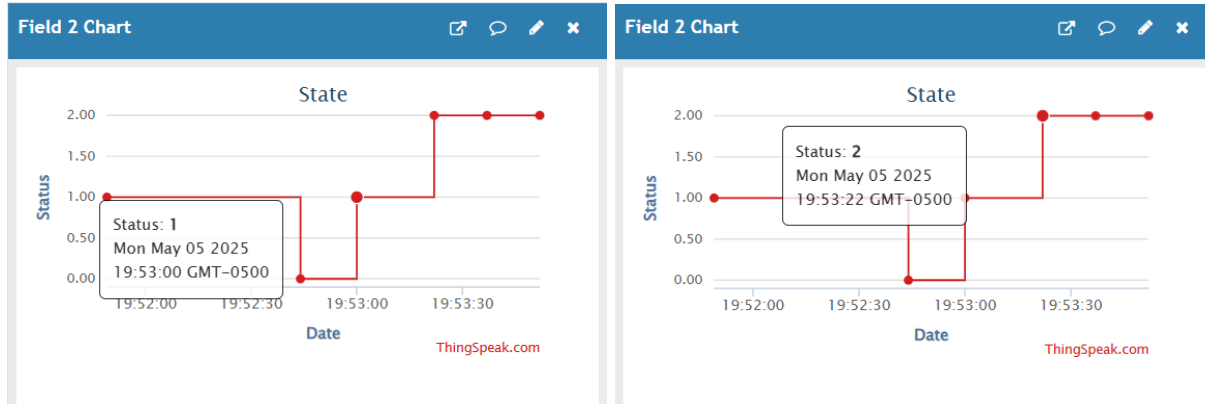 Field 2 Chart
State
2.00
1.50
1.00
0.50
0.00
Status
Status: 1
Mon May 05 2025
19:53:00 GMT-0500
19:52:00 19:52:30 19:53:00 19:53:30
Date
ThingSpeak.com
Field 2 Chart
State
2.00
1.50
1.00
0.50
0.00
Status
Status: 2
Mon May 05 2025
19:53:22 GMT-0500
19:52:00 19:52:30 19:53:00 19:53:30
Date
ThingSpeak.com